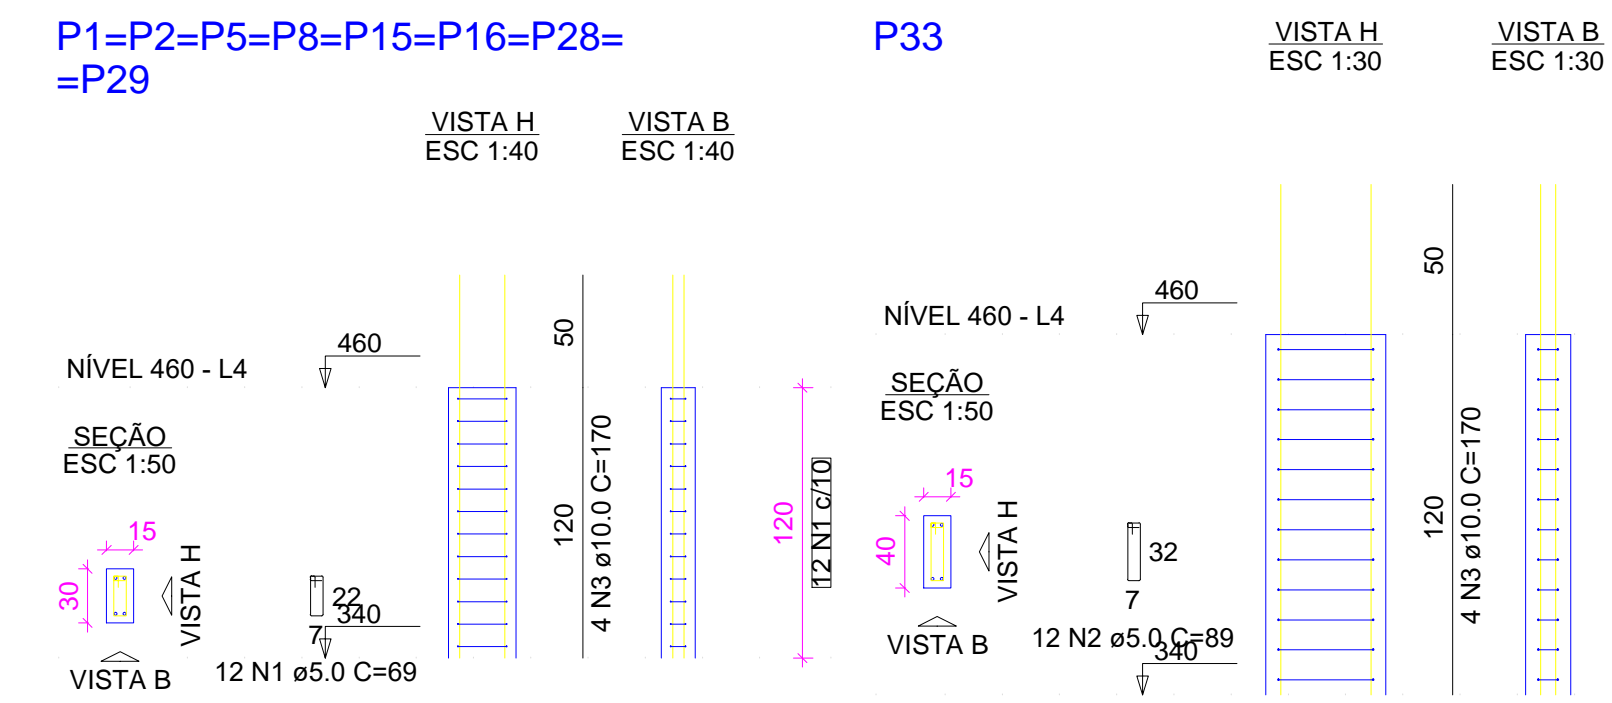 P1=P2=P5=P8=P15=P16=P28=
=P29
VISTA H
ESC 1:40
VISTA B
ESC 1:40
NÍVEL 460 - L4
460
50
SEÇÃO
ESC 1:50
15
30
VISTA H
VISTA B
22
7
340
12 N1 ø5.0 C=69
120
4 N3 ø10.0 C=170
120
12 N1 c/10
P33
VISTA H
ESC 1:30
VISTA B
ESC 1:30
NÍVEL 460 - L4
460
50
SEÇÃO
ESC 1:50
15
40
VISTA H
VISTA B
32
7
12 N2 ø5.0 C=89
340
120
4 N3 ø10.0 C=170